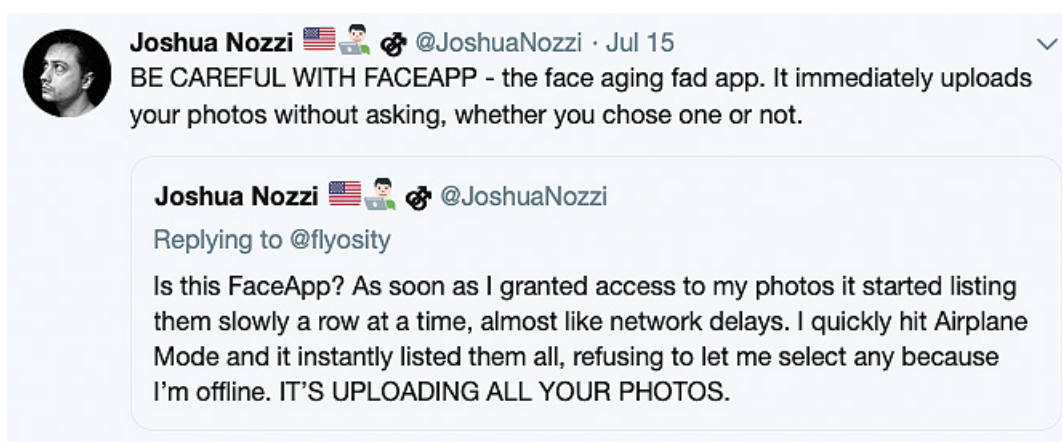 Joshua Nozzi 🇺🇸👨🏻‍💻⚣ @JoshuaNozzi · Jul 15
BE CAREFUL WITH FACEAPP - the face aging fad app. It immediately uploads
your photos without asking, whether you chose one or not.
Joshua Nozzi 🇺🇸👨🏻‍💻⚣ @JoshuaNozzi
Replying to @flyosity
Is this FaceApp? As soon as I granted access to my photos it started listing
them slowly a row at a time, almost like network delays. I quickly hit Airplane
Mode and it instantly listed them all, refusing to let me select any because
I'm offline. IT'S UPLOADING ALL YOUR PHOTOS.